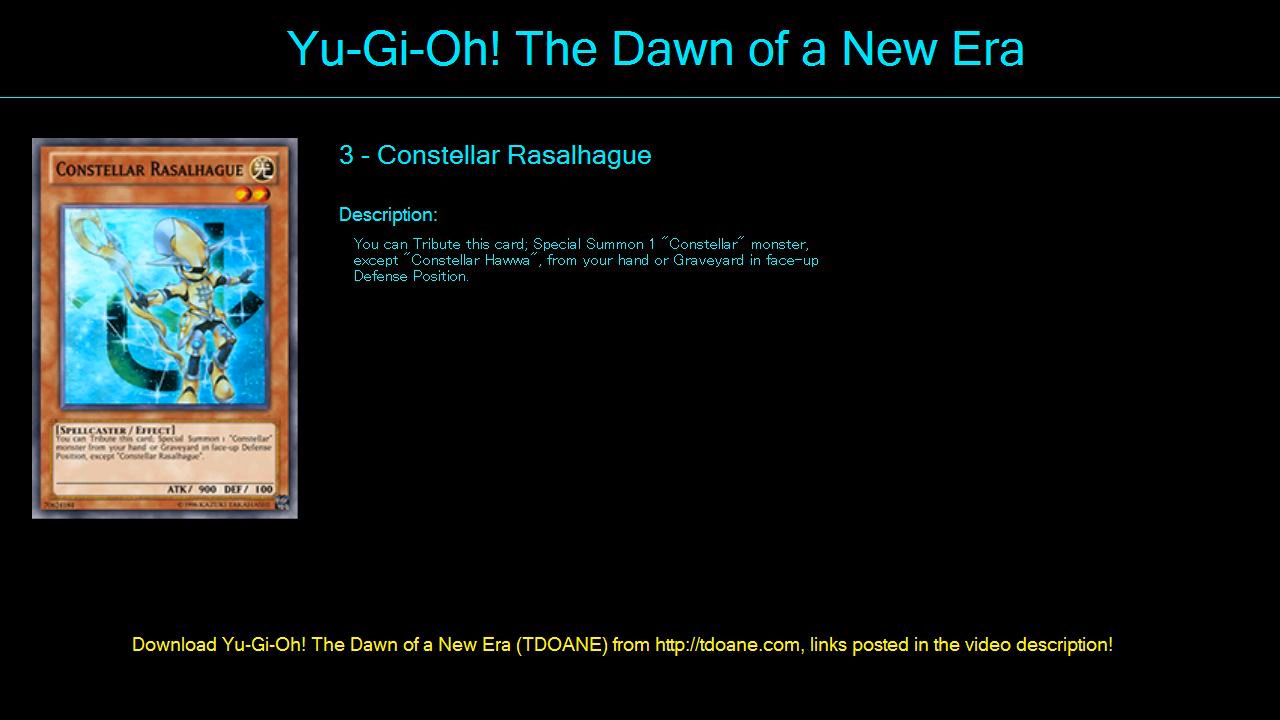 Yu-Gi-Oh! The Dawn of a New Era
CONSTELLAR RASALHAGUE
光
[SPELLCASTER / EFFECT]
You can Tribute this card; Special Summon 1 "Constellar"
monster from your hand or Graveyard in face-up Defense
Position, except "Constellar Rasalhague".
ATK/ 900 DEF/ 100
©1996 KAZUKI TAKAHASHI
3 - Constellar Rasalhague
Description:
You can Tribute this card; Special Summon 1 "Constellar" monster,
except "Constellar Hawwa", from your hand or Graveyard in face-up
Defense Position.
Download Yu-Gi-Oh! The Dawn of a New Era (TDOANE) from http://tdoane.com, links posted in the video description!